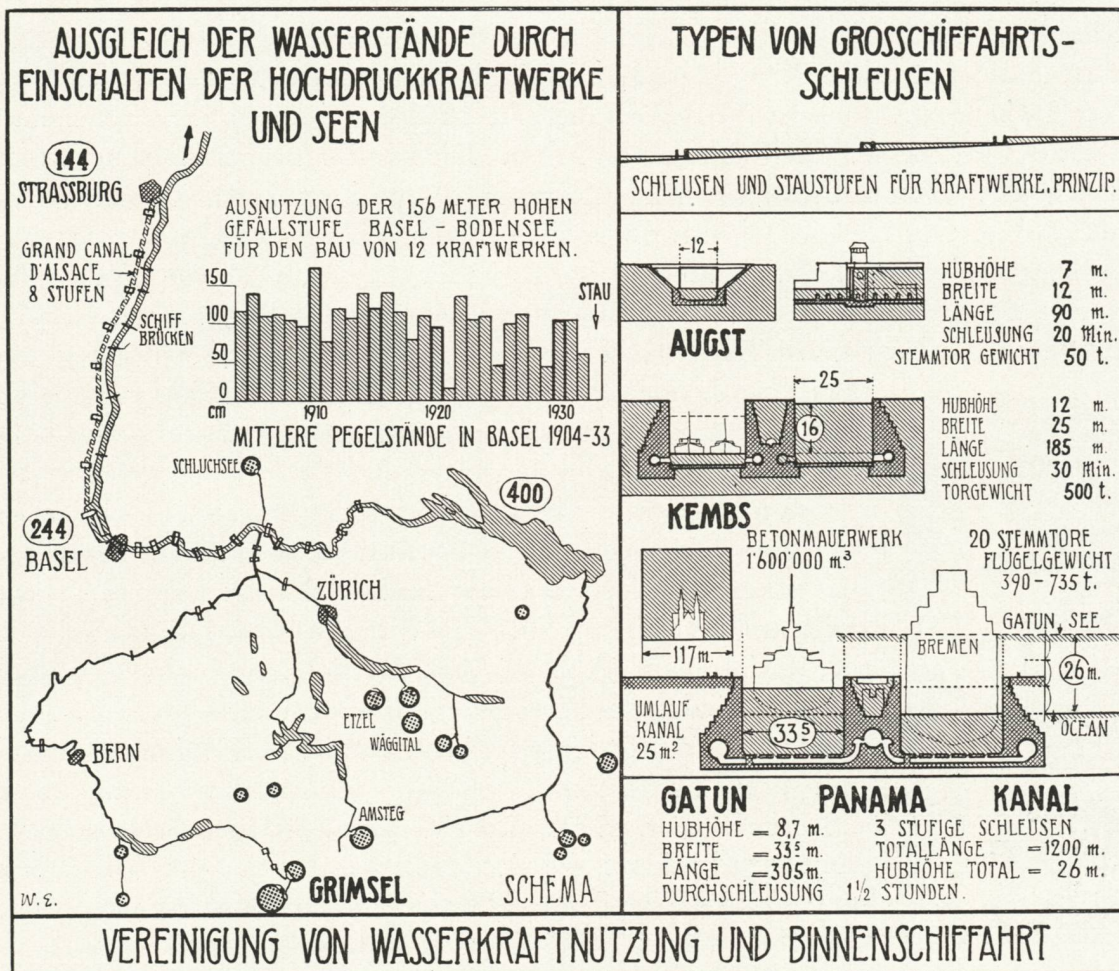 AUSGLEICH DER WASSERSTÄNDE DURCH
EINSCHALTEN DER HOCHDRUCKKRAFTWERKE
UND SEEN
144
STRASSBURG
GRAND CANAL
D'ALSACE
8 STUFEN
SCHIFF
BRÜCKEN
AUSNUTZUNG DER 156 METER HOHEN
GEFÄLLSTUFE BASEL - BODENSEE
FÜR DEN BAU VON 12 KRAFTWERKEN.
150
100
50
0
cm
1910
1920
1930
STAU
MITTLERE PEGELSTÄNDE IN BASEL 1904-33
SCHLUCHSEE
400
244
BASEL
ZÜRICH
ETZEL
WÄGGITAL
BERN
AMSTEG
GRIMSEL
SCHEMA
W.E.
TYPEN VON GROSSCHIFFAHRTS-
SCHLEUSEN
SCHLEUSEN UND STAUSTUFEN FÜR KRAFTWERKE, PRINZIP.
12
AUGST
HUBHÖHE 7 m.
BREITE 12 m.
LÄNGE 90 m.
SCHLEUSUNG 20 Min.
STEMMTOR GEWICHT 50 t.
25
16
KEMBS
HUBHÖHE 12 m.
BREITE 25 m.
LÄNGE 185 m.
SCHLEUSUNG 30 Min.
TORGEWICHT 500 t.
BETONMAUERWERK
1'600'000 m.³
117 m.
20 STEMMTORE
FLÜGELGEWICHT
390 - 735 t.
GATUN SEE
BREMEN
26 m.
OCEAN
UMLAUF
KANAL
25 m²
33⁵
GATUN PANAMA KANAL
HUBHÖHE = 8,7 m. 3 STUFIGE SCHLEUSEN
BREITE = 33⁵ m. TOTALLÄNGE = 1200 m.
LÄNGE = 305 m. HUBHÖHE TOTAL = 26 m.
DURCHSCHLEUSUNG 1½ STUNDEN.
VEREINIGUNG VON WASSERKRAFTNUTZUNG UND BINNENSCHIFFAHRT